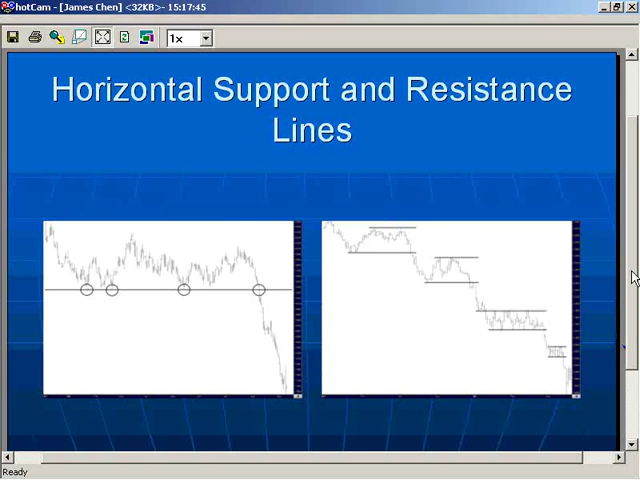 hotCam - [James Chen] <32KB> - 15:17:45
1x
Horizontal Support and Resistance
Lines
Ready